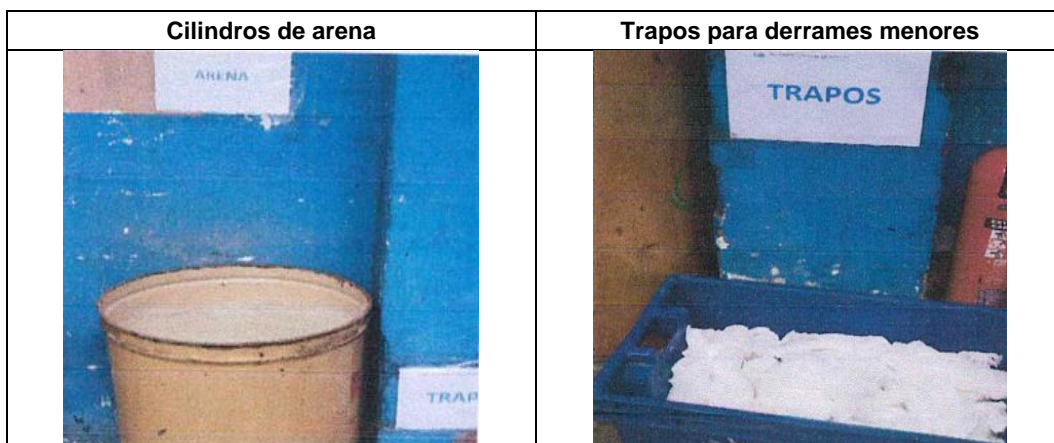 Cilindros de arena
Trapos para derrames menores
ARENA
TRAP
TRAPOS